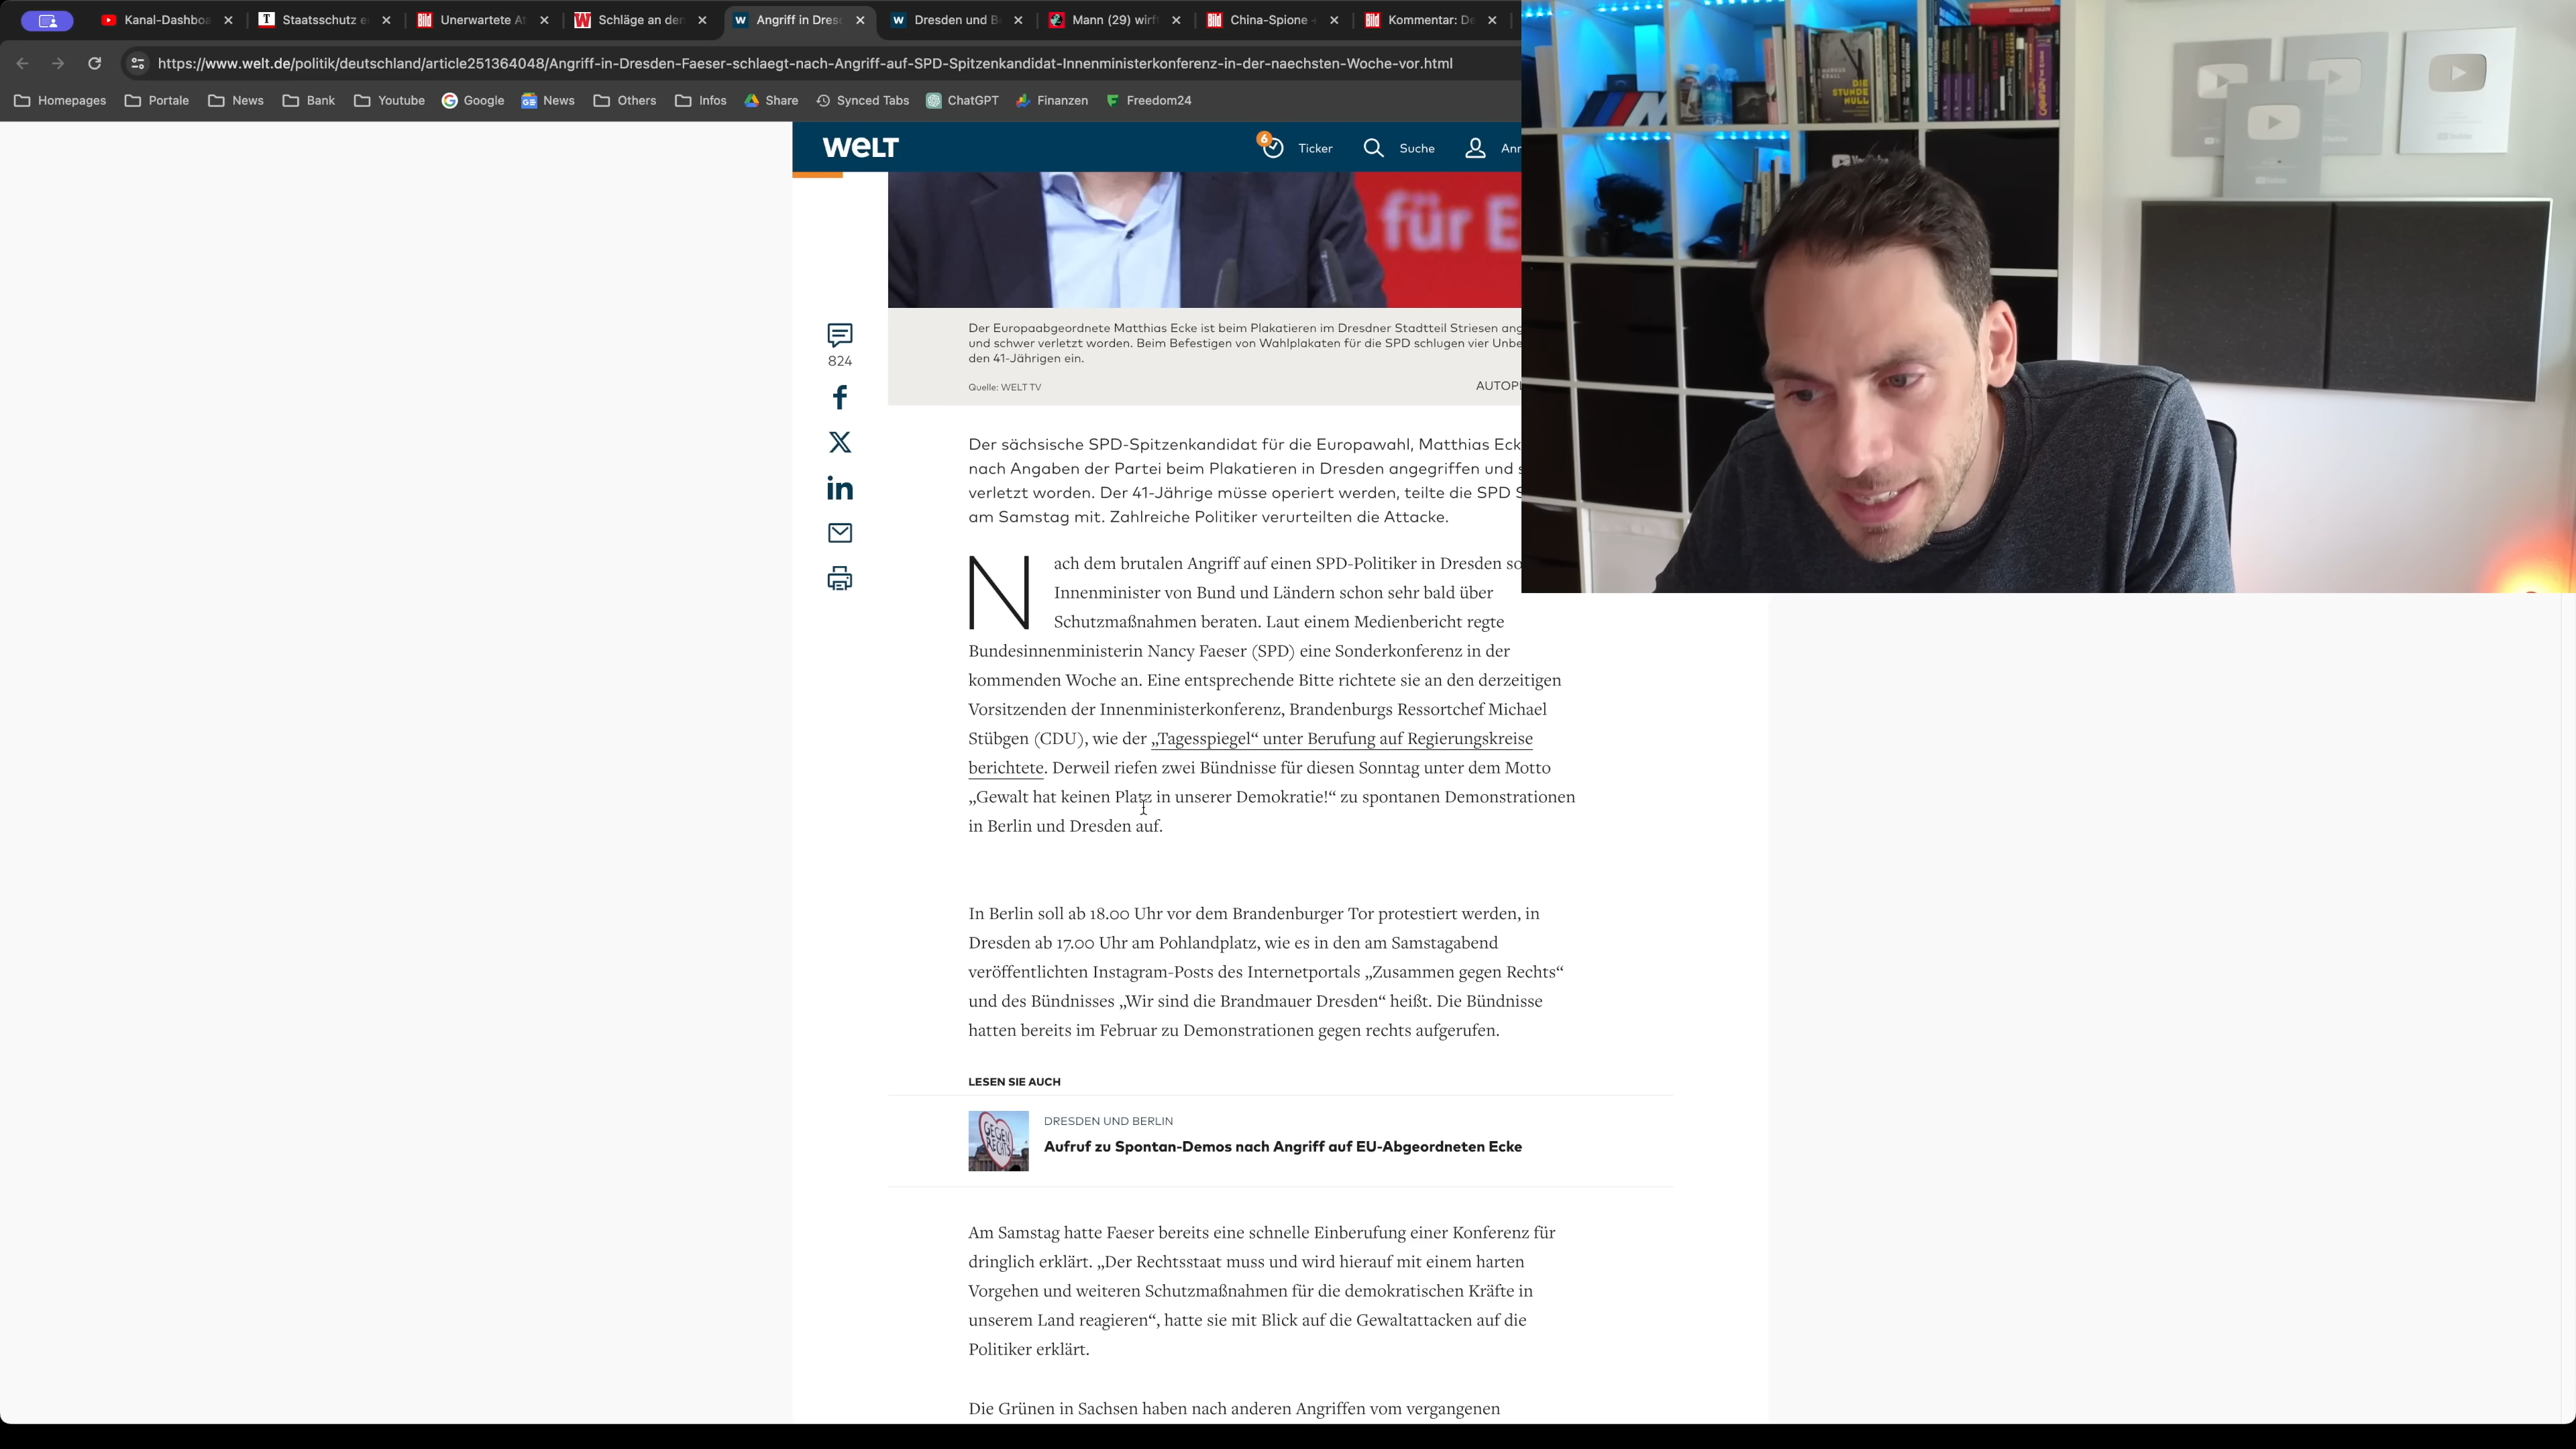 Kanal-Dashboa
Staatsschutz e
Unerwartete At
Schläge an den
Angriff in Dresd
Dresden und B
Mann (29) wirf
China-Spione
Kommentar: De
https://www.welt.de/politik/deutschland/article251364048/Angriff-in-Dresden-Faeser-schlaegt-nach-Angriff-auf-SPD-Spitzenkandidat-Innenministerkonferenz-in-der-naechsten-Woche-vor.html
Homepages Portale News Bank Youtube Google News Others Infos Share Synced Tabs ChatGPT Finanzen Freedom24
WELT
6 Ticker Suche Anr
für E
DIE
STUNDE
NULL
Der Europaabgeordnete Matthias Ecke ist beim Plakatieren im Dresdner Stadtteil Striesen ang
und schwer verletzt worden. Beim Befestigen von Wahlplakaten für die SPD schlugen vier Unbe
den 41-Jährigen ein.
824
Quelle: WELT TV AUTOPL
Der sächsische SPD-Spitzenkandidat für die Europawahl, Matthias Eck
nach Angaben der Partei beim Plakatieren in Dresden angegriffen und s
verletzt worden. Der 41-Jährige müsse operiert werden, teilte die SPD S
am Samstag mit. Zahlreiche Politiker verurteilten die Attacke.
Nach dem brutalen Angriff auf einen SPD-Politiker in Dresden so
Innenminister von Bund und Ländern schon sehr bald über
Schutzmaßnahmen beraten. Laut einem Medienbericht regte
Bundesinnenministerin Nancy Faeser (SPD) eine Sonderkonferenz in der
kommenden Woche an. Eine entsprechende Bitte richtete sie an den derzeitigen
Vorsitzenden der Innenministerkonferenz, Brandenburgs Ressortchef Michael
Stübgen (CDU), wie der „Tagesspiegel“ unter Berufung auf Regierungskreise
berichtete. Derweil riefen zwei Bündnisse für diesen Sonntag unter dem Motto
„Gewalt hat keinen Platz in unserer Demokratie!“ zu spontanen Demonstrationen
in Berlin und Dresden auf.
In Berlin soll ab 18.00 Uhr vor dem Brandenburger Tor protestiert werden, in
Dresden ab 17.00 Uhr am Pohlandplatz, wie es in den am Samstagabend
veröffentlichten Instagram-Posts des Internetportals „Zusammen gegen Rechts“
und des Bündnisses „Wir sind die Brandmauer Dresden“ heißt. Die Bündnisse
hatten bereits im Februar zu Demonstrationen gegen rechts aufgerufen.
LESEN SIE AUCH
GEGEN
RECHTS
DRESDEN UND BERLIN
Aufruf zu Spontan-Demos nach Angriff auf EU-Abgeordneten Ecke
Am Samstag hatte Faeser bereits eine schnelle Einberufung einer Konferenz für
dringlich erklärt. „Der Rechtsstaat muss und wird hierauf mit einem harten
Vorgehen und weiteren Schutzmaßnahmen für die demokratischen Kräfte in
unserem Land reagieren“, hatte sie mit Blick auf die Gewaltattacken auf die
Politiker erklärt.
Die Grünen in Sachsen haben nach anderen Angriffen vom vergangenen